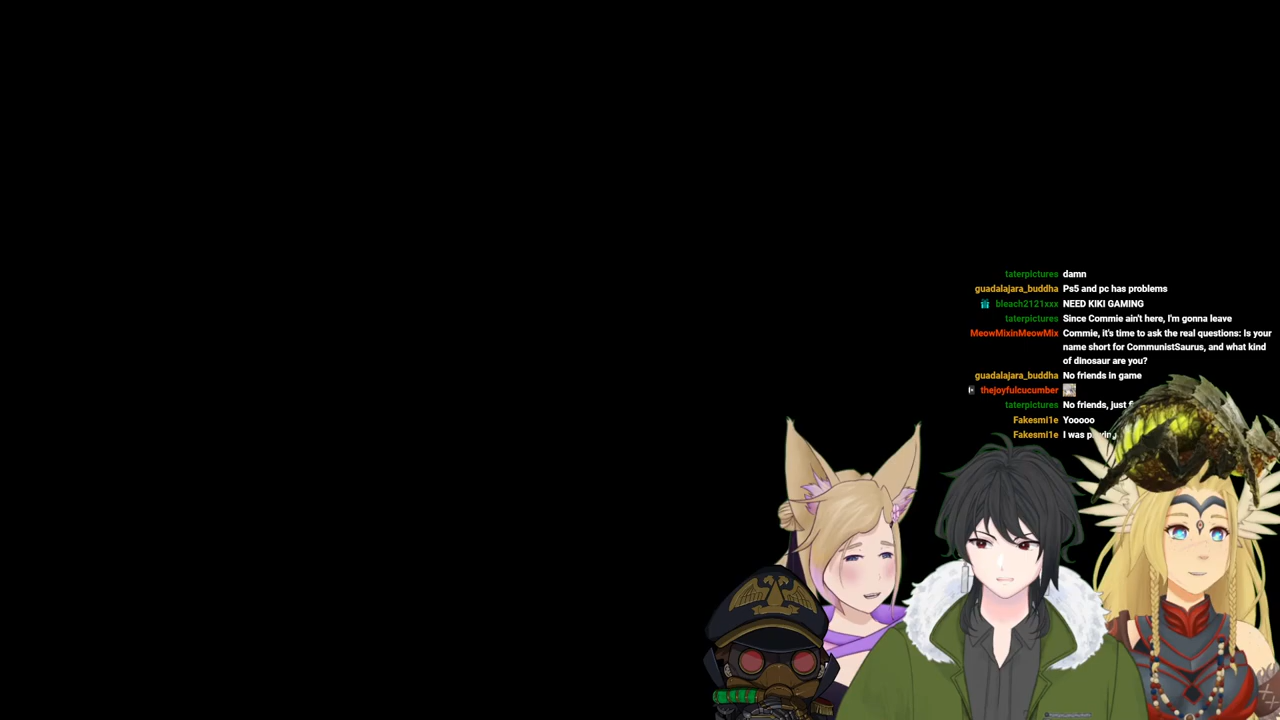 taterpictures damn
guadalajara_buddha Ps5 and pc has problems
bleach2121xxx NEED KIKI GAMING
taterpictures Since Commie ain't here, I'm gonna leave
MeowMixinMeowMix Commie, it's time to ask the real questions: Is your
name short for CommunistSaurus, and what kind
of dinosaur are you?
guadalajara_buddha No friends in game
thejoyfulcucumber
taterpictures No friends, just
Fakesmi1e Yooooo
Fakesmi1e I was